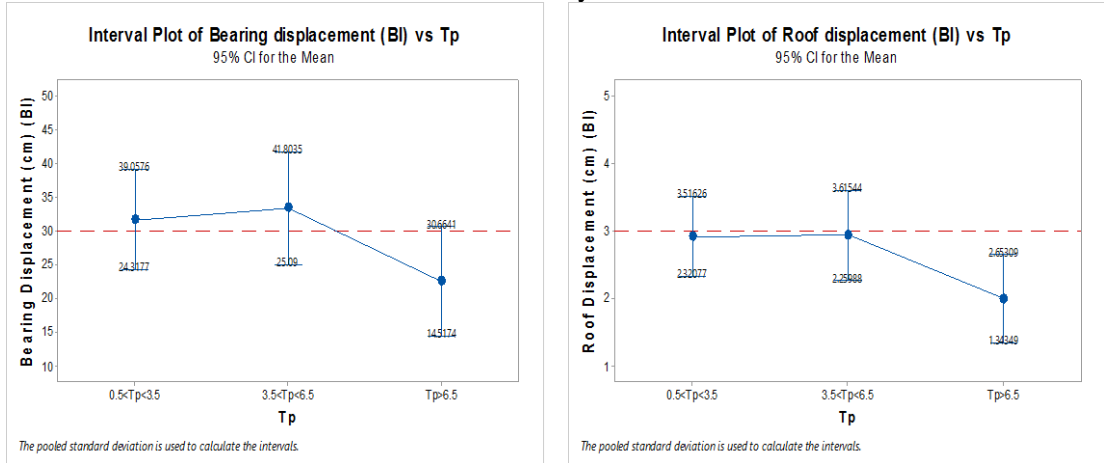 Interval Plot of Bearing displacement (BI) vs Tp
95% CI for the Mean
Bearing Displacement (cm) (BI)
50
45
40
35
30
25
20
15
10
39.0576
24.3177
41.8035
25.09
30.6641
14.5174
0.5<Tp<3.5
3.5<Tp<6.5
Tp>6.5
Tp
The pooled standard deviation is used to calculate the intervals.
Interval Plot of Roof displacement (BI) vs Tp
95% CI for the Mean
Roof Displacement (cm) (BI)
5
4
3
2
1
3.51626
2.32077
3.61544
2.25988
2.65309
1.34349
0.5<Tp<3.5
3.5<Tp<6.5
Tp>6.5
Tp
The pooled standard deviation is used to calculate the intervals.